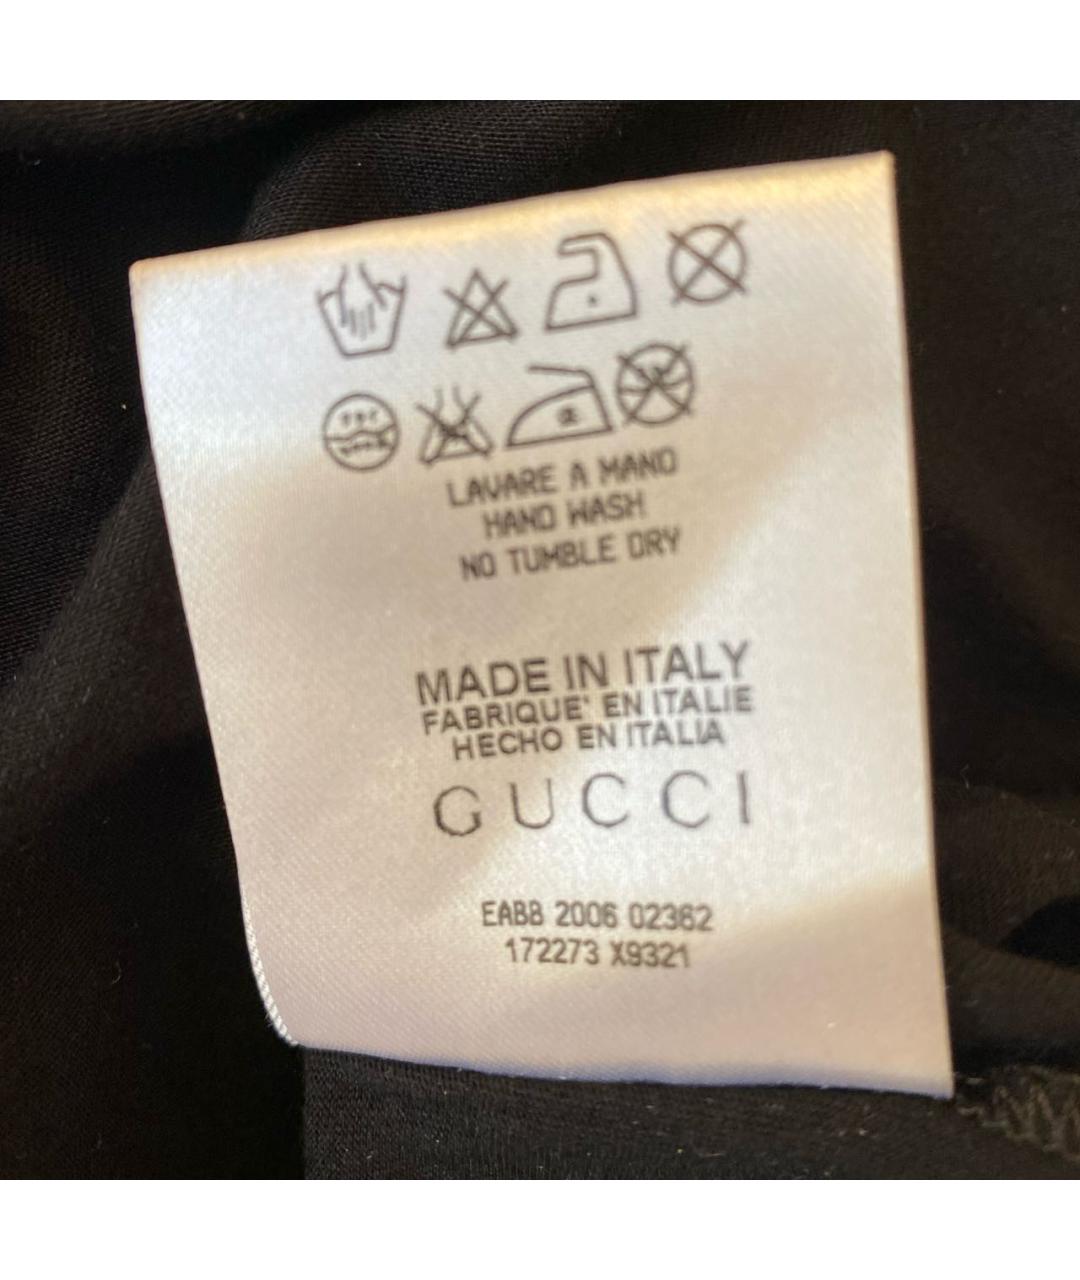 LAVARE A MANO
HAND WASH
NO TUMBLE DRY
MADE IN ITALY
FABRIQUE' EN ITALIE
HECHO EN ITALIA
GUCCI
EABB 2006 02362
172273 X9321